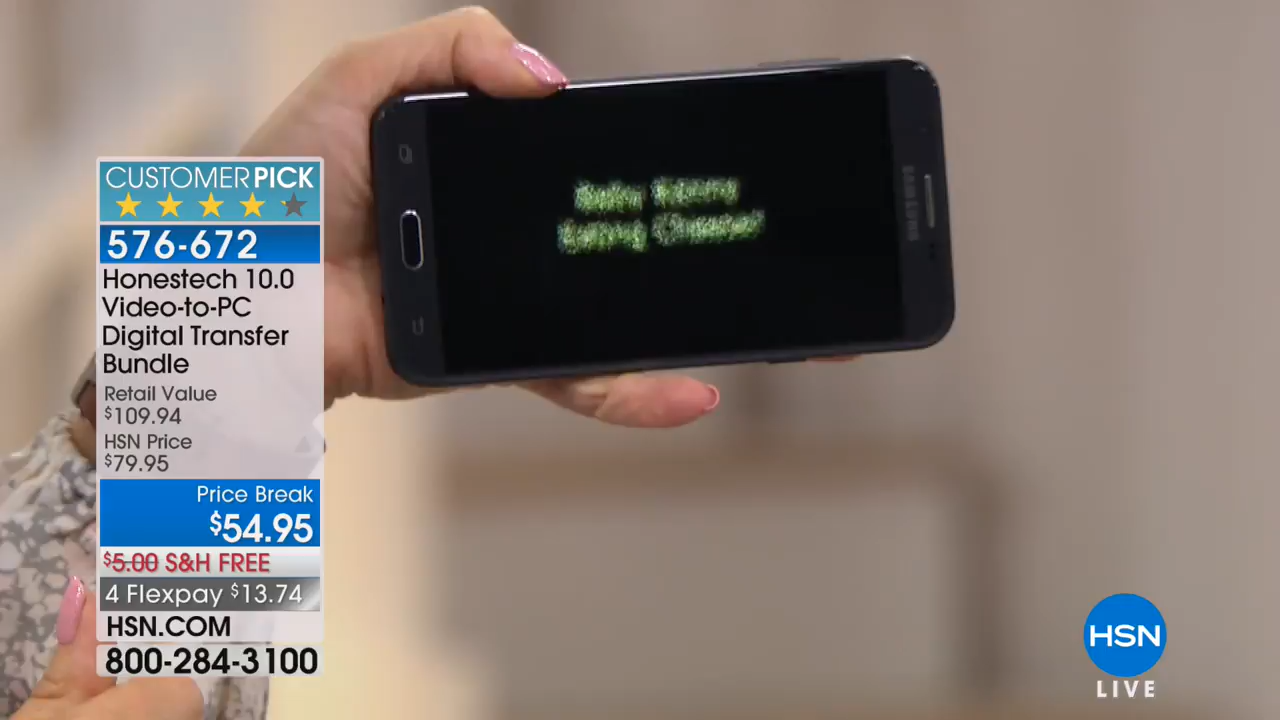 CUSTOMER PICK
576-672
Honestech 10.0
Video-to-PC
Digital Transfer
Bundle
Retail Value
$109.94
HSN Price
$79.95
Price Break
$54.95
$5.00 S&H FREE
4 Flexpay $13.74
HSN.COM
800-284-3100
SAMSUNG
HSN
LIVE